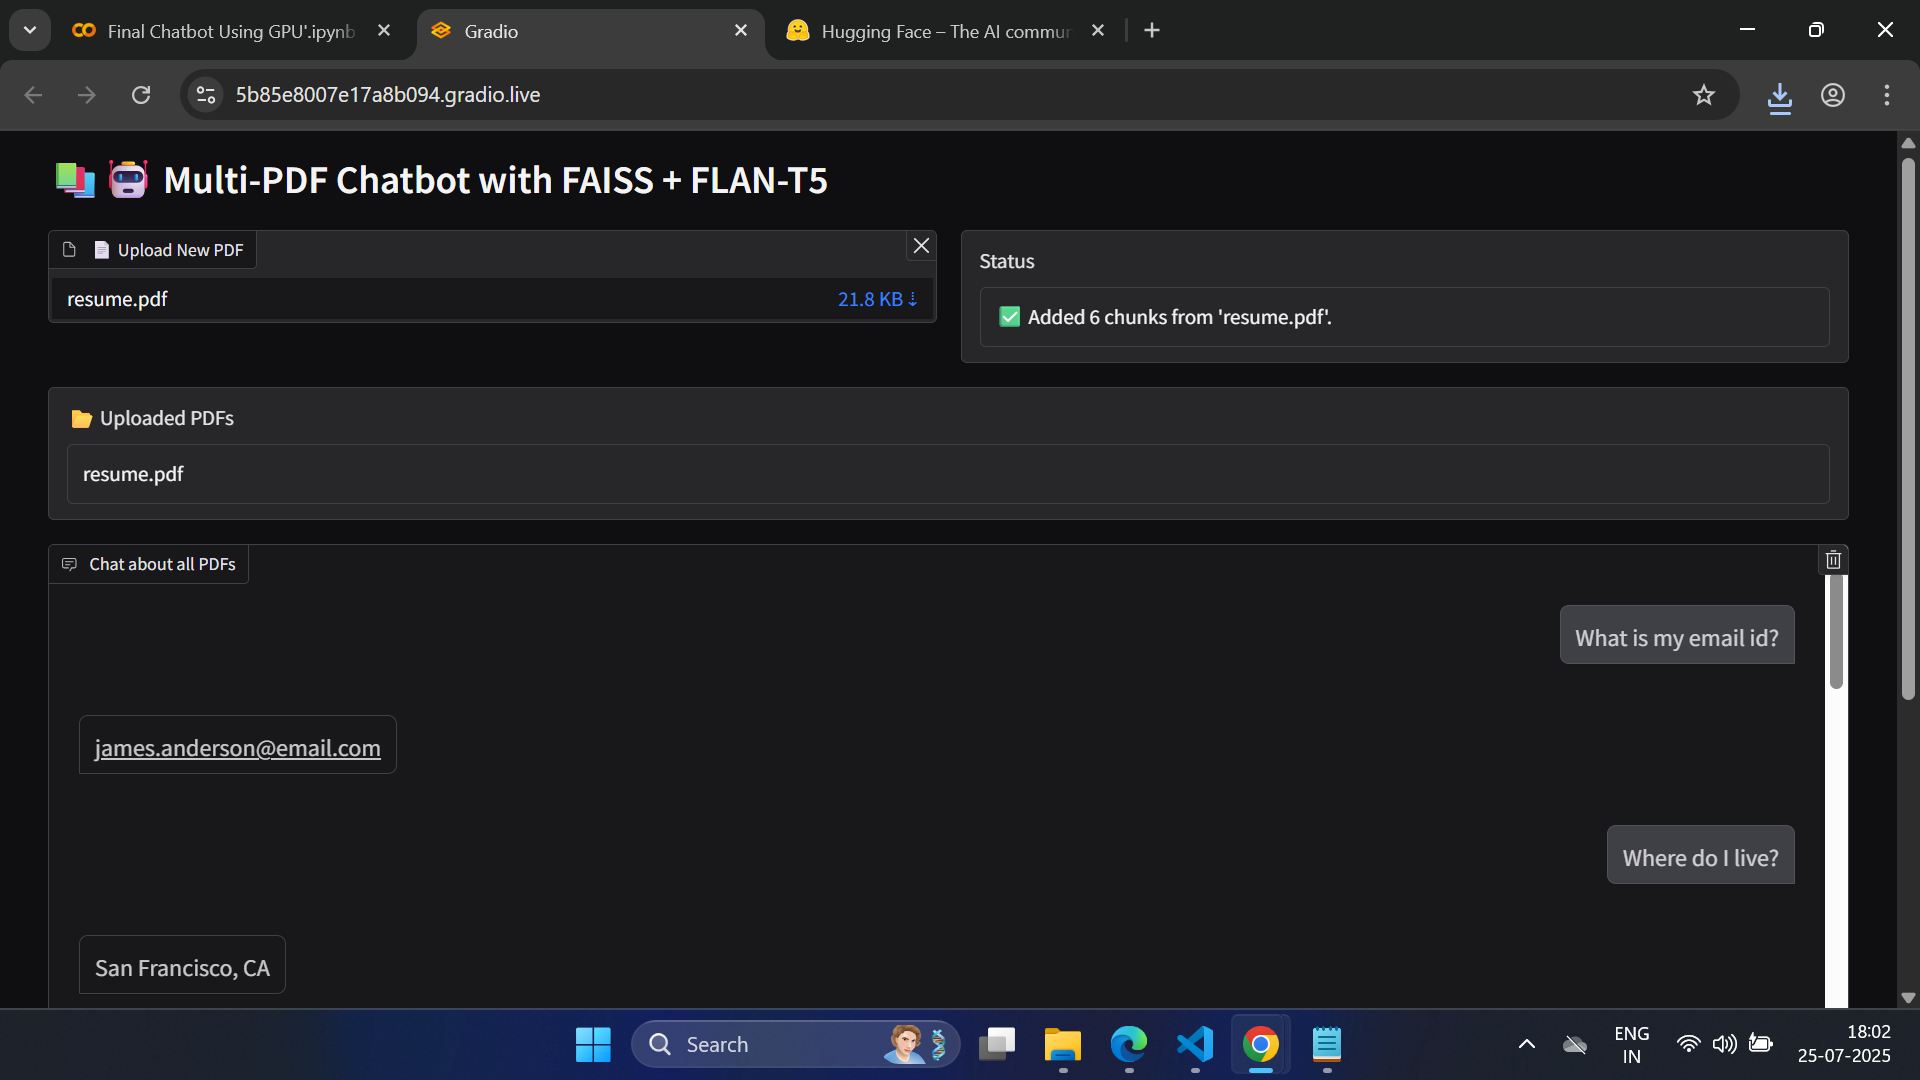 Final Chatbot Using GPU'.ipynb
Gradio
Hugging Face – The AI commun
5b85e8007e17a8b094.gradio.live
Multi-PDF Chatbot with FAISS + FLAN-T5
Upload New PDF
resume.pdf
21.8 KB ⇣
Status
✅ Added 6 chunks from 'resume.pdf'.
Uploaded PDFs
resume.pdf
Chat about all PDFs
What is my email id?
james.anderson@email.com
Where do I live?
San Francisco, CA
Search
ENG
IN
18:02
25-07-2025